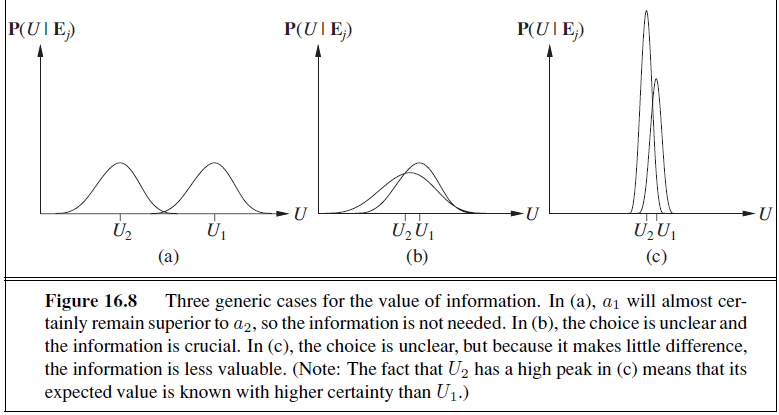 P(U | Ej) P(U | Ej) P(U | Ej)
U U U
U2 U1 U2 U1 U2 U1
(a) (b) (c)
Figure 16.8 Three generic cases for the value of information. In (a), a1 will almost cer-
tainly remain superior to a2, so the information is not needed. In (b), the choice is unclear and
the information is crucial. In (c), the choice is unclear, but because it makes little difference,
the information is less valuable. (Note: The fact that U2 has a high peak in (c) means that its
expected value is known with higher certainty than U1.)